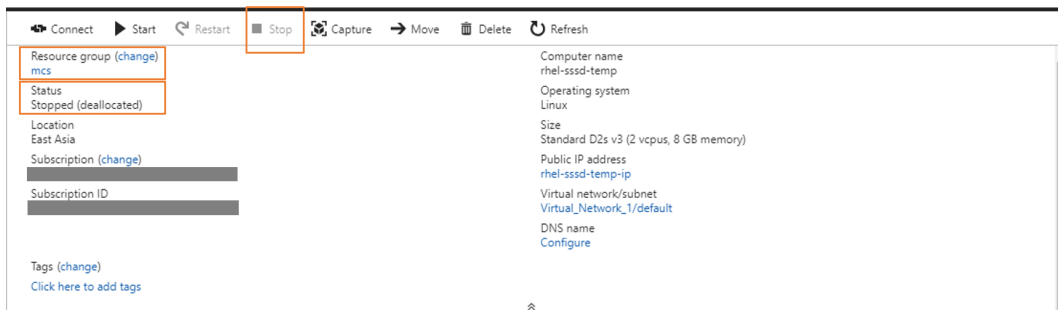 Connect Start Restart Stop Capture Move Delete Refresh
Resource group (change)
mcs
Status
Stopped (deallocated)
Location
East Asia
Subscription (change)
Subscription ID
Tags (change)
Click here to add tags
Computer name
rhel-sssd-temp
Operating system
Linux
Size
Standard D2s v3 (2 vcpus, 8 GB memory)
Public IP address
rhel-sssd-temp-ip
Virtual network/subnet
Virtual_Network_1/default
DNS name
Configure